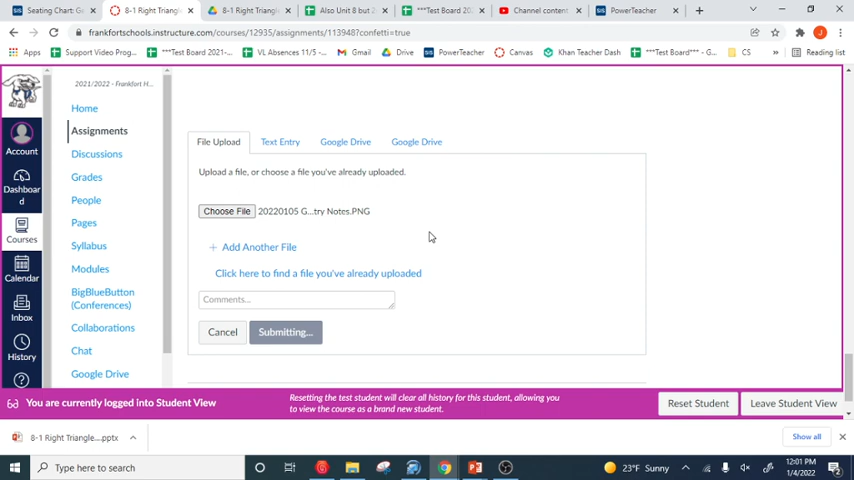 Seating Chart: G
8-1 Right Triangl
8-1 Right Triangl
Also Unit 8 but 2
***Test Board 202
Channel content
PowerTeacher
frankfortschools.instructure.com/courses/12935/assignments/113948?confetti=true
Apps
Support Video Prog...
***Test Board 2021-...
VL Absences 11/5 -...
Gmail
Drive
PowerTeacher
Canvas
Khan Teacher Dash
***Test Board*** - G...
CS
Reading list
2021/2022 - Frankfort H...
Home
Assignments
Discussions
Grades
People
Pages
Syllabus
Modules
BigBlueButton
(Conferences)
Collaborations
Chat
Google Drive
Account
Dashboar
d
Courses
Calendar
Inbox
History
File Upload
Text Entry
Google Drive
Google Drive
Upload a file, or choose a file you've already uploaded.
Choose File 20220105 G...try Notes.PNG
+ Add Another File
Click here to find a file you've already uploaded
Comments...
Cancel
Submitting...
You are currently logged into Student View
Resetting the test student will clear all history for this student, allowing you
to view the course as a brand new student.
Reset Student
Leave Student View
8-1 Right Triangle....pptx
Show all
Type here to search
23°F Sunny
12:01 PM
1/4/2022
2